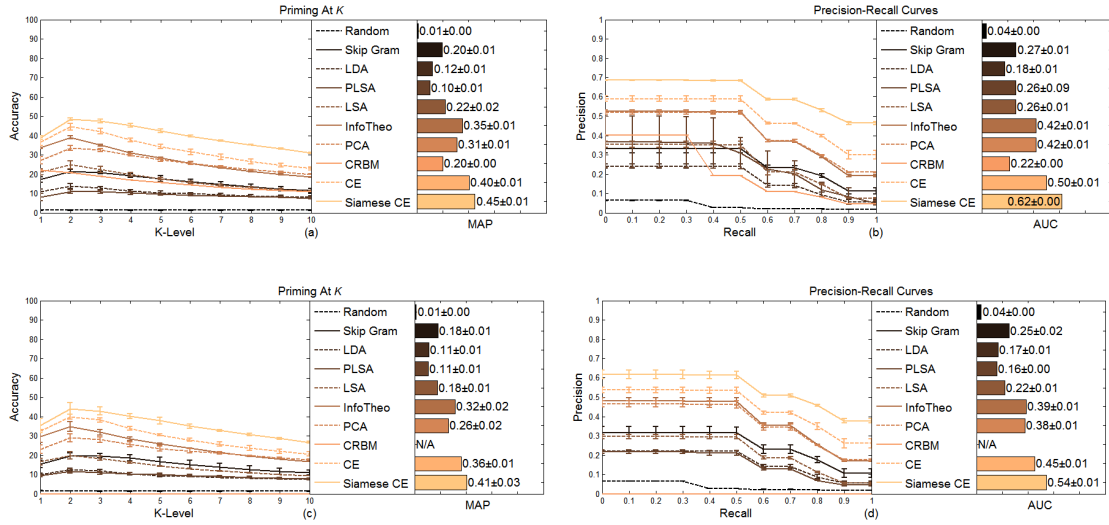 Priming At K
Accuracy
100
90
80
70
60
50
40
30
20
10
0
1 2 3 4 5 6 7 8 9 10
K-Level
(a)
Random
Skip Gram
LDA
PLSA
LSA
InfoTheo
PCA
CRBM
CE
Siamese CE
0.01±0.00
0.20±0.01
0.12±0.01
0.10±0.01
0.22±0.02
0.35±0.01
0.31±0.01
0.20±0.00
0.40±0.01
0.45±0.01
MAP
Precision-Recall Curves
Precision
1
0.9
0.8
0.7
0.6
0.5
0.4
0.3
0.2
0.1
0
0 0.1 0.2 0.3 0.4 0.5 0.6 0.7 0.8 0.9 1
Recall
(b)
Random
Skip Gram
LDA
PLSA
LSA
InfoTheo
PCA
CRBM
CE
Siamese CE
0.04±0.00
0.27±0.01
0.18±0.01
0.26±0.09
0.26±0.01
0.42±0.01
0.42±0.01
0.22±0.00
0.50±0.01
0.62±0.00
AUC
Priming At K
Accuracy
100
90
80
70
60
50
40
30
20
10
0
1 2 3 4 5 6 7 8 9 10
K-Level
(c)
Random
Skip Gram
LDA
PLSA
LSA
InfoTheo
PCA
CRBM
CE
Siamese CE
0.01±0.00
0.18±0.01
0.11±0.01
0.11±0.01
0.18±0.01
0.32±0.02
0.26±0.02
N/A
0.36±0.01
0.41±0.03
MAP
Precision-Recall Curves
Precision
1
0.9
0.8
0.7
0.6
0.5
0.4
0.3
0.2
0.1
0
0 0.1 0.2 0.3 0.4 0.5 0.6 0.7 0.8 0.9 1
Recall
(d)
Random
Skip Gram
LDA
PLSA
LSA
InfoTheo
PCA
CRBM
CE
Siamese CE
0.04±0.00
0.25±0.02
0.17±0.01
0.16±0.00
0.22±0.01
0.39±0.01
0.38±0.01
N/A
0.45±0.01
0.54±0.01
AUC